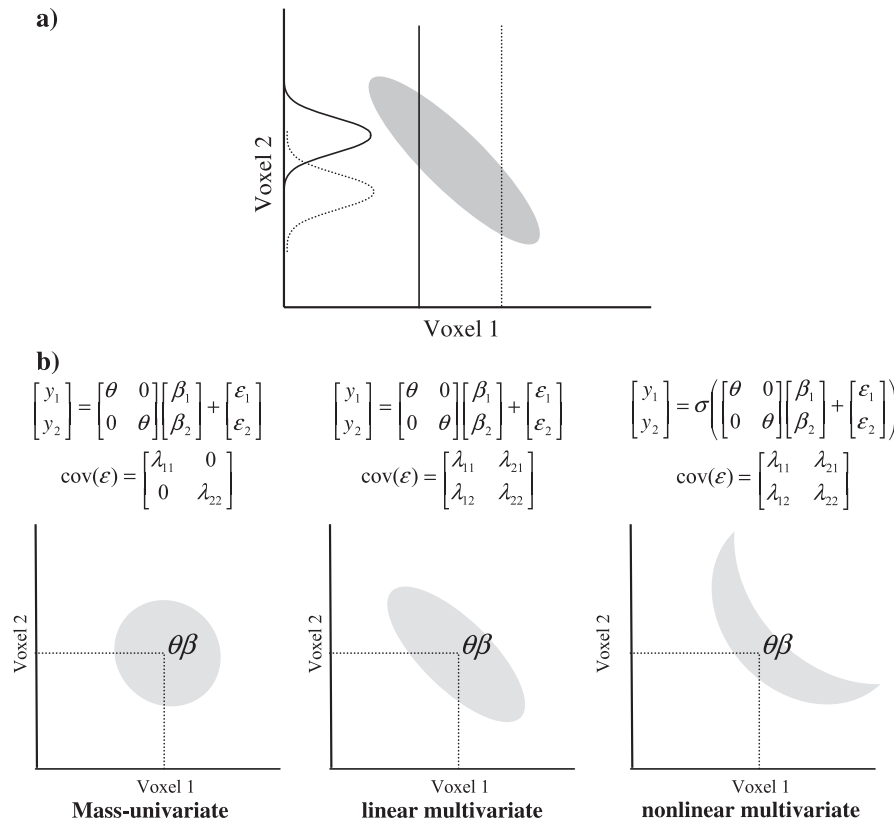 a)
Voxel 2
Voxel 1
b)
[y₁ y₂] = [θ 0 0 θ][β₁ β₂] + [ε₁ ε₂]
cov(ε) = [λ₁₁ 0 0 λ₂₂]
Voxel 2
θβ
Voxel 1
Mass-univariate
[y₁ y₂] = [θ 0 0 θ][β₁ β₂] + [ε₁ ε₂]
cov(ε) = [λ₁₁ λ₂₁ λ₁₂ λ₂₂]
Voxel 2
θβ
Voxel 1
linear multivariate
[y₁ y₂] = σ([θ 0 0 θ][β₁ β₂] + [ε₁ ε₂])
cov(ε) = [λ₁₁ λ₂₁ λ₁₂ λ₂₂]
Voxel 2
θβ
Voxel 1
nonlinear multivariate